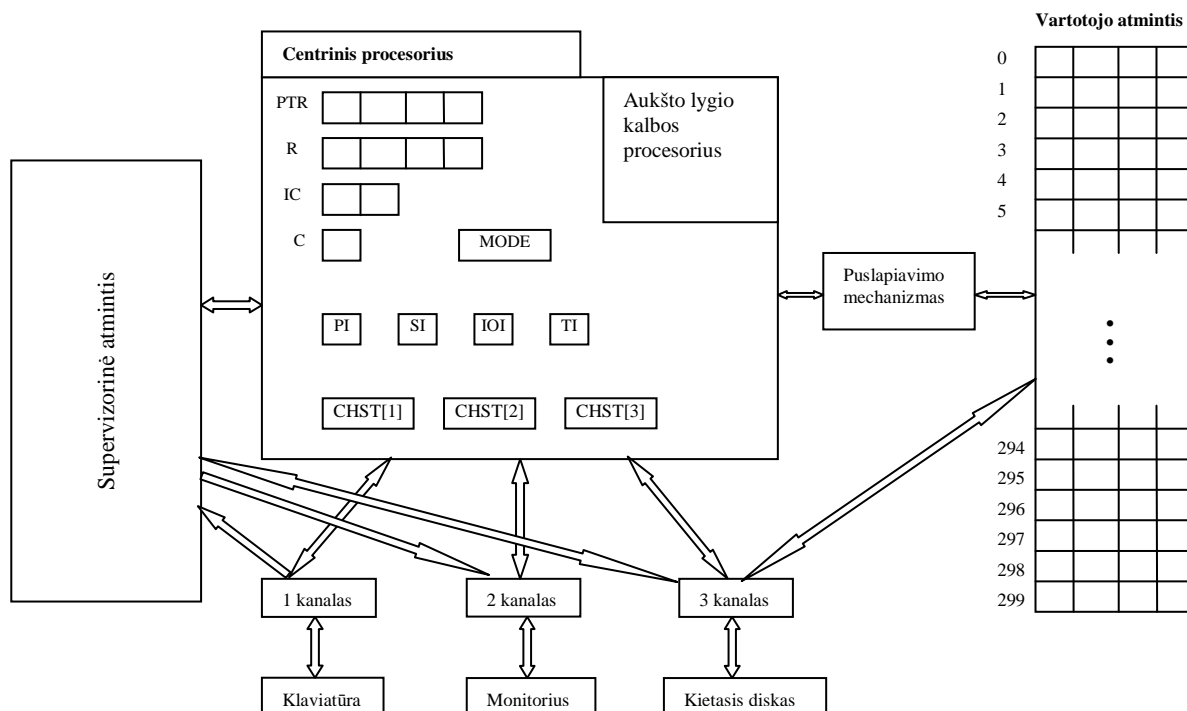 Vartotojo atmintis
Centrinis procesorius
Aukšto lygio
kalbos
procesorius
PTR
R
IC
C
MODE
PI
SI
IOI
TI
CHST[1]
CHST[2]
CHST[3]
Supervizorinė atmintis
Puslapiavimo
mechanizmas
0
1
2
3
4
5
294
295
296
297
298
299
1 kanalas
2 kanalas
3 kanalas
Klaviatūra
Monitorius
Kietasis diskas